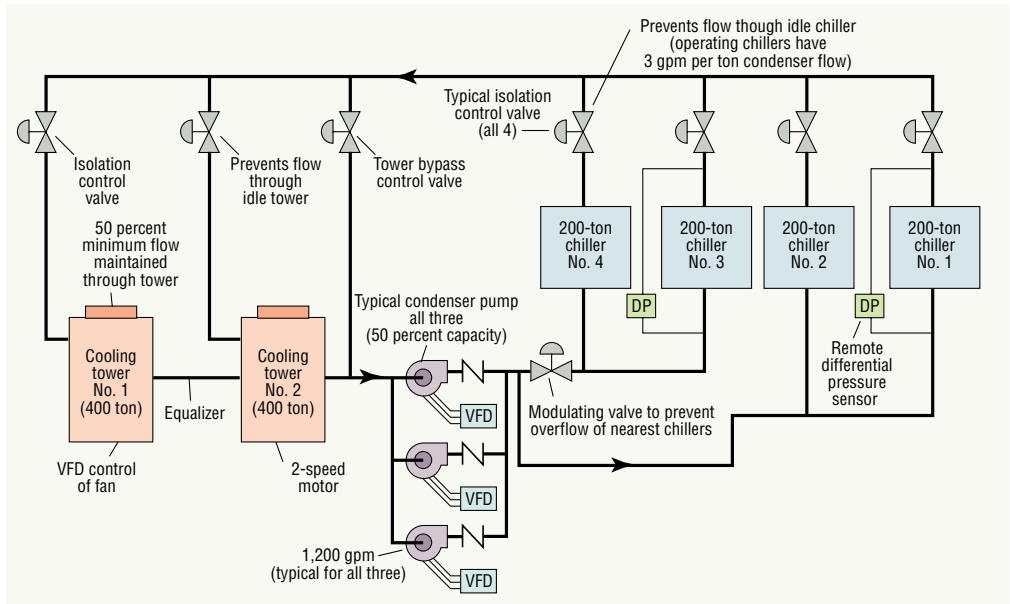 Prevents flow though idle chiller
(operating chillers have
3 gpm per ton condenser flow)
Typical isolation
control valve
(all 4)
Isolation
control
valve
Prevents flow
through
idle tower
Tower bypass
control valve
50 percent
minimum flow
maintained
through tower
200-ton
chiller
No. 4
200-ton
chiller
No. 3
200-ton
chiller
No. 2
200-ton
chiller
No. 1
Typical condenser pump
all three
(50 percent capacity)
DP
DP
Cooling
tower
No. 1
(400 ton)
Equalizer
Cooling
tower
No. 2
(400 ton)
Remote
differential
pressure
sensor
VFD
Modulating valve to prevent
overflow of nearest chillers
VFD control
of fan
2-speed
motor
VFD
1,200 gpm
(typical for all three)
VFD